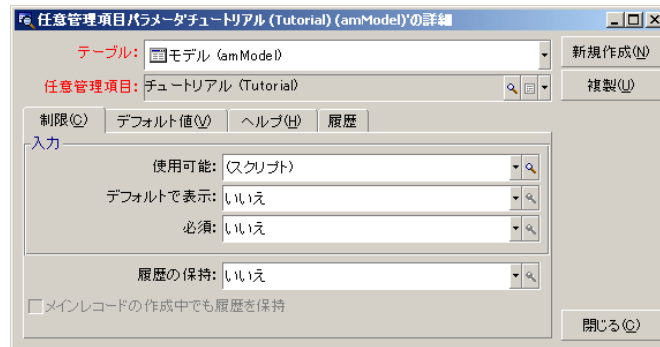 任意管理項目パラメータ'チュートリアル (Tutorial) (amModel)'の詳細
テーブル: モデル (amModel) 新規作成(N)
任意管理項目: チュートリアル (Tutorial) 複製(U)
制限(C) デフォルト値(V) ヘルプ(H) 履歴
入力
使用可能: (スクリプト)
デフォルトで表示: いいえ
必須: いいえ
履歴の保持: いいえ
メインレコードの作成中でも履歴を保持
閉じる(C)